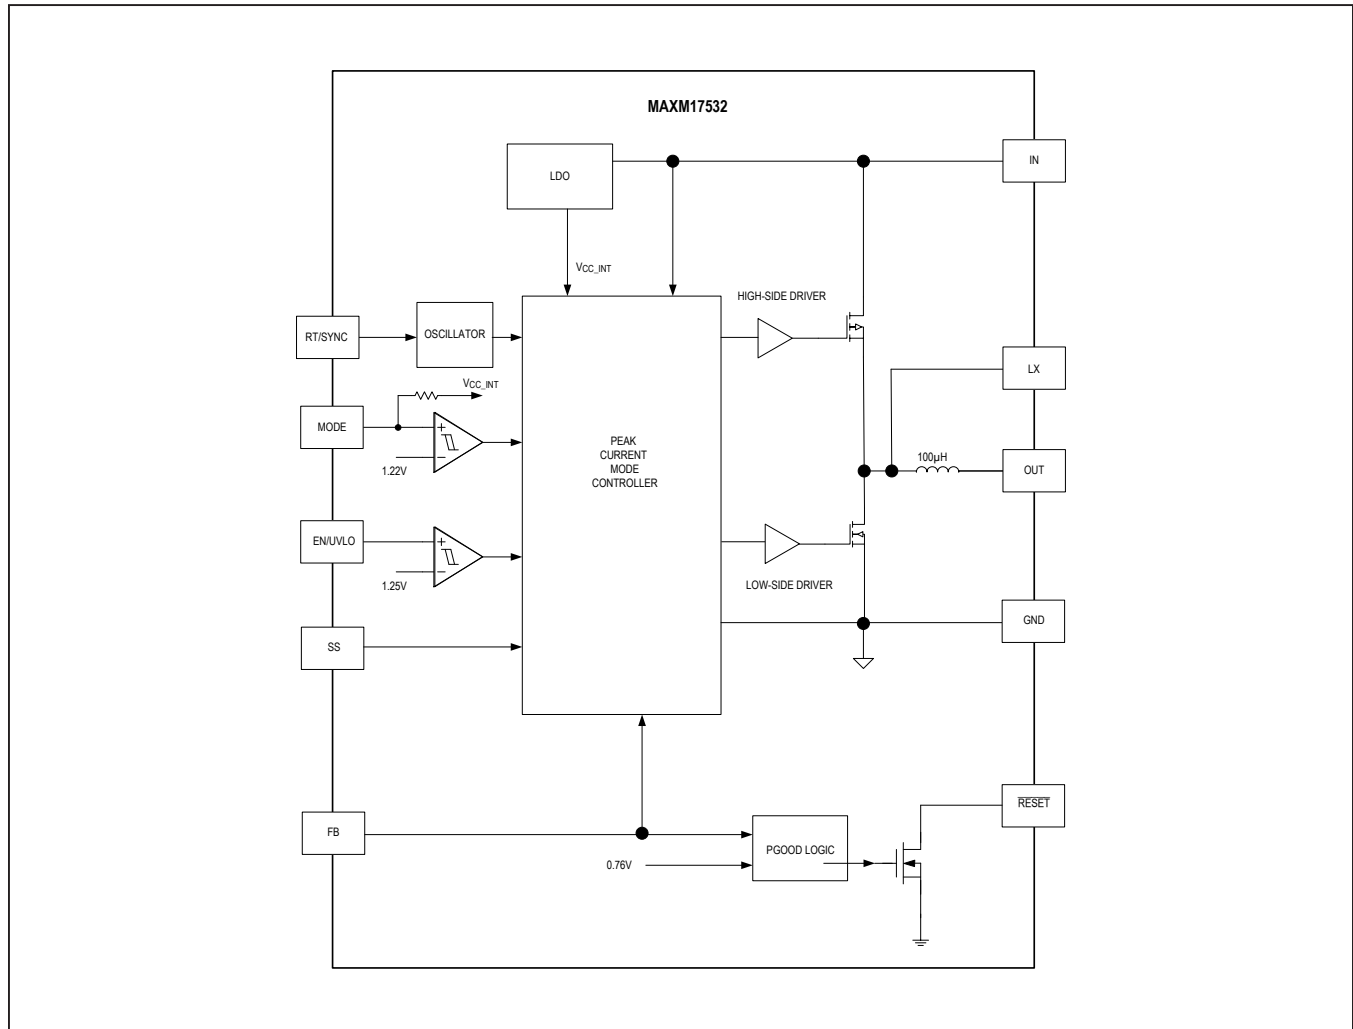 MAXM17532
LDO
IN
VCC_INT
HIGH-SIDE DRIVER
RT/SYNC
OSCILLATOR
LX
VCC_INT
MODE
1.22V
PEAK
CURRENT
MODE
CONTROLLER
100µH
OUT
EN/UVLO
1.25V
LOW-SIDE DRIVER
GND
SS
RESET
FB
PGOOD LOGIC
0.76V